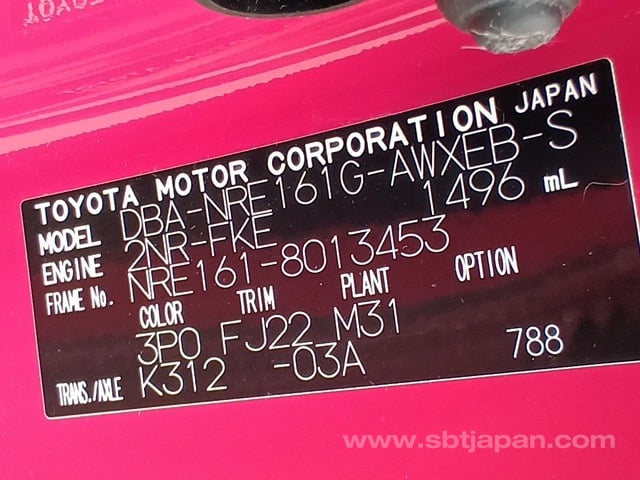 TOYOTA MOTOR CORPORATION JAPAN
MODEL DBA-NRE161G-AWXEB-S
ENGINE 2NR-FKE 1496 mL
FRAME No. NRE161-8013453
COLOR TRIM PLANT OPTION
3P0 FJ22 M31
TRANS./AXLE K312 -03A 788
www.sbtjapan.com